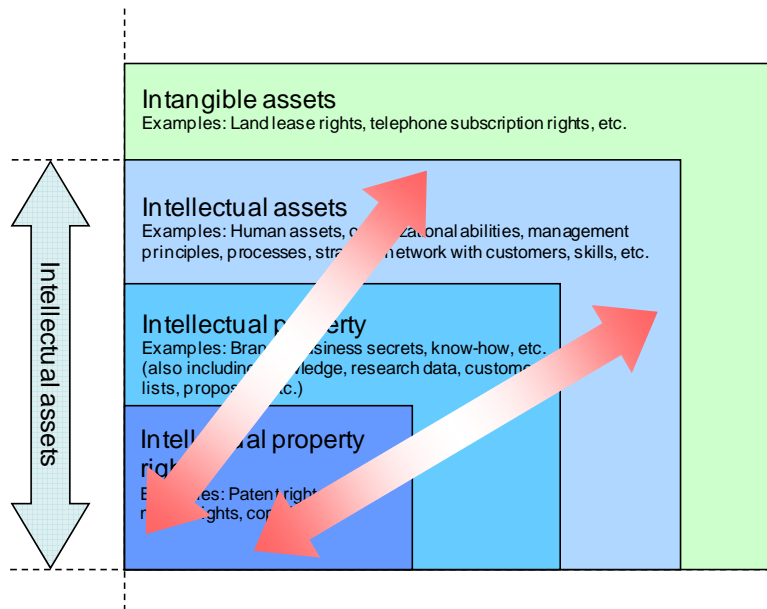 Intangible assets
Examples: Land lease rights, telephone subscription rights, etc.
Intellectual assets
Examples: Human assets, management
principles, processes, network with customers, skills, etc.
Intellectual
Examples: business secrets, know-how, etc.
(also including research data,
lists,
Intellectual property
Patent
rights,
Intellectual assets